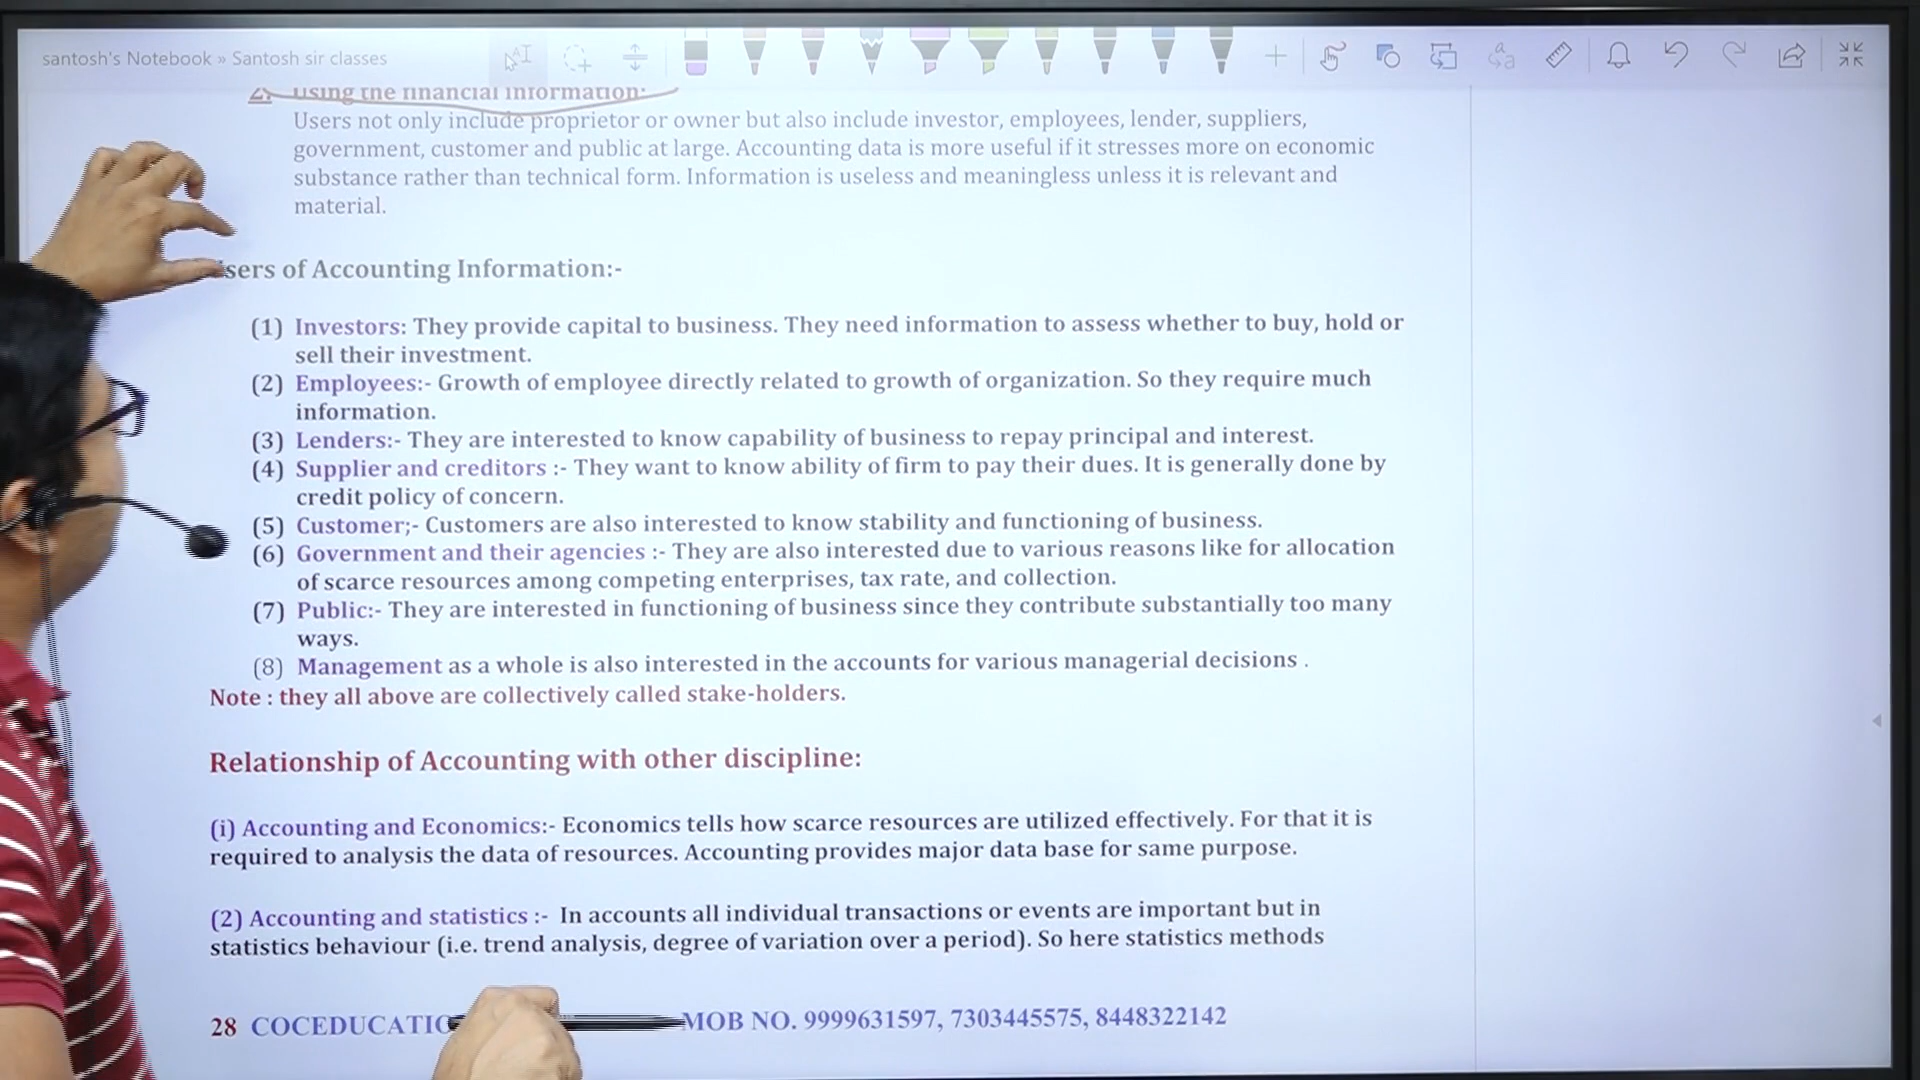 santosh's Notebook » Santosh sir classes
2. Using the financial information:
Users not only include proprietor or owner but also include investor, employees, lender, suppliers,
government, customer and public at large. Accounting data is more useful if it stresses more on economic
substance rather than technical form. Information is useless and meaningless unless it is relevant and
material.
sers of Accounting Information:-
(1) Investors: They provide capital to business. They need information to assess whether to buy, hold or
sell their investment.
(2) Employees:- Growth of employee directly related to growth of organization. So they require much
information.
(3) Lenders:- They are interested to know capability of business to repay principal and interest.
(4) Supplier and creditors :- They want to know ability of firm to pay their dues. It is generally done by
credit policy of concern.
(5) Customer;- Customers are also interested to know stability and functioning of business.
(6) Government and their agencies :- They are also interested due to various reasons like for allocation
of scarce resources among competing enterprises, tax rate, and collection.
(7) Public:- They are interested in functioning of business since they contribute substantially too many
ways.
(8) Management as a whole is also interested in the accounts for various managerial decisions .
Note : they all above are collectively called stake-holders.
Relationship of Accounting with other discipline:
(i) Accounting and Economics:- Economics tells how scarce resources are utilized effectively. For that it is
required to analysis the data of resources. Accounting provides major data base for same purpose.
(2) Accounting and statistics :- In accounts all individual transactions or events are important but in
statistics behaviour (i.e. trend analysis, degree of variation over a period). So here statistics methods
28 COCEDUCATIO MOB NO. 9999631597, 7303445575, 8448322142